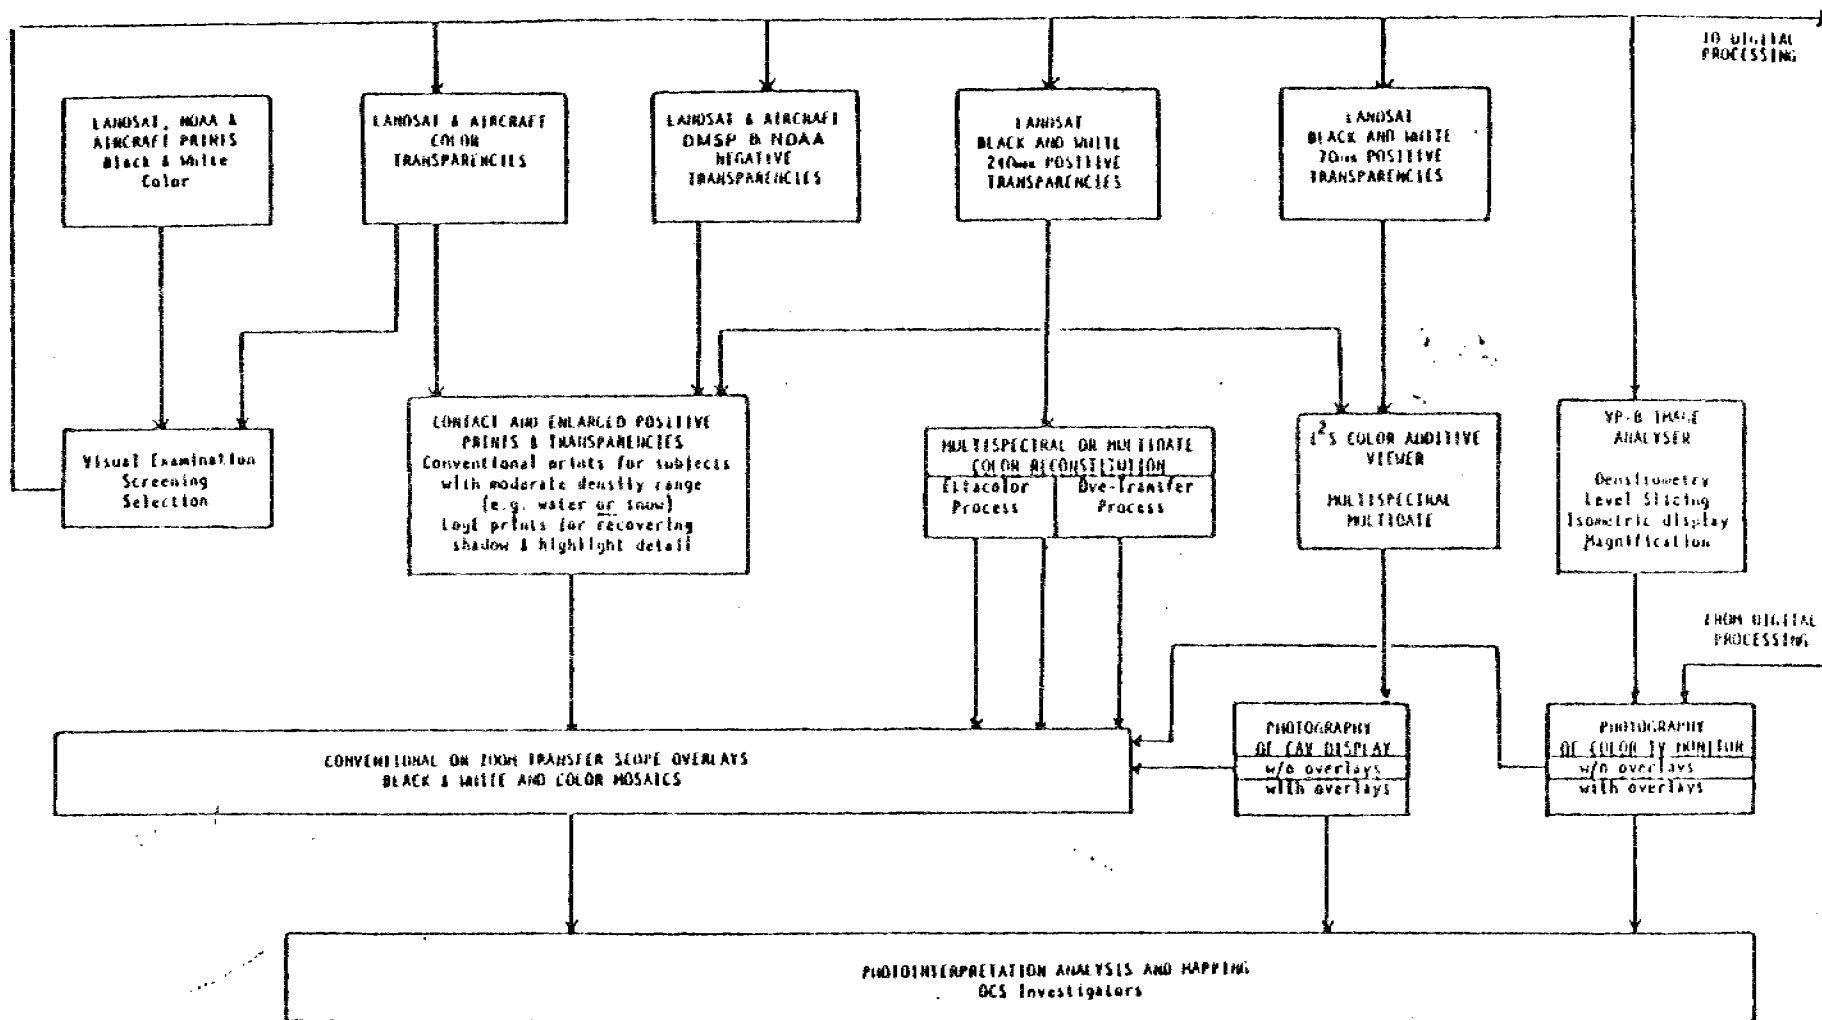 TO DIGITAL
PROCESSING
LANDSAT, NOAA &
AIRCRAFT PRINTS
Black & White
Color
LANDSAT & AIRCRAFT
COLOR
TRANSPARENCIES
LANDSAT & AIRCRAFT
DMSP & NOAA
NEGATIVE
TRANSPARENCIES
LANDSAT
BLACK AND WHITE
240mm POSITIVE
TRANSPARENCIES
LANDSAT
BLACK AND WHITE
70mm POSITIVE
TRANSPARENCIES
Visual Examination
Screening
Selection
CONTACT AND ENLARGED POSITIVE
PRINTS & TRANSPARENCIES
Conventional prints for subjects
with moderate density range
(e.g. water or snow)
LogE prints for recovering
shadow & highlight detail
MULTISPECTRAL OR MULTIDATE
COLOR RECONSTITUTION
Process
Dye-Transfer
Process
I²S COLOR ADDITIVE
VIEWER
MULTISPECTRAL
MULTIDATE
VP-8 IMAGE
ANALYSER
Densitometry
Level Slicing
Isometric display
Magnification
FROM DIGITAL
PROCESSING
CONVENTIONAL OR ZOOM TRANSFER SCOPE OVERLAYS
BLACK & WHITE AND COLOR MOSAICS
PHOTOGRAPHY
OF CAV DISPLAY
w/o overlays
with overlays
PHOTOGRAPHY
OF COLOR TV MONITOR
w/o overlays
with overlays
PHOTOINTERPRETATION ANALYSIS AND MAPPING
OCS Investigators